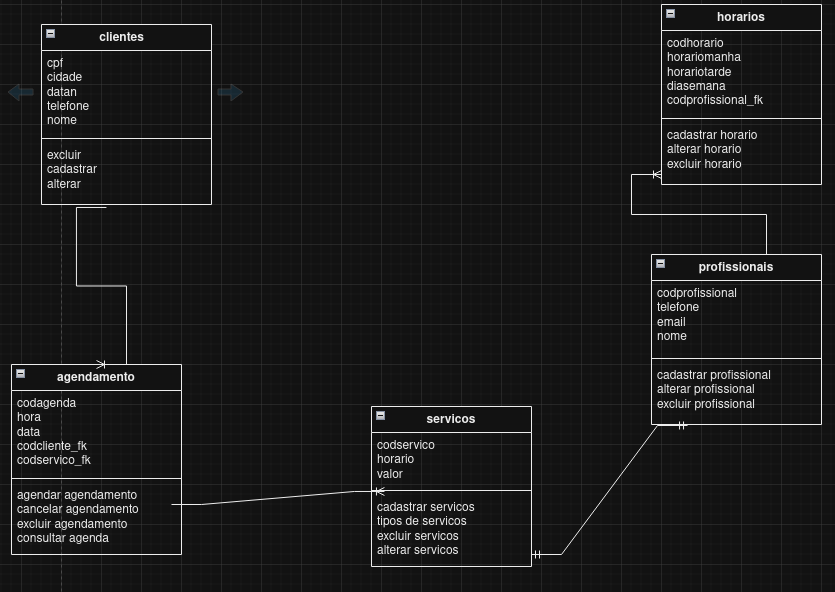 clientes
cpf
cidade
datan
telefone
nome
excluir
cadastrar
alterar
horarios
codhorario
horariomanha
horariotarde
diasemana
codprofissional_fk
cadastrar horario
alterar horario
excluir horario
profissionais
codprofissional
telefone
email
nome
cadastrar profissional
alterar profissional
excluir profissional
agendamento
codagenda
hora
data
codcliente_fk
codservico_fk
agendar agendamento
cancelar agendamento
excluir agendamento
consultar agenda
servicos
codservico
horario
valor
cadastrar servicos
tipos de servicos
excluir servicos
alterar servicos